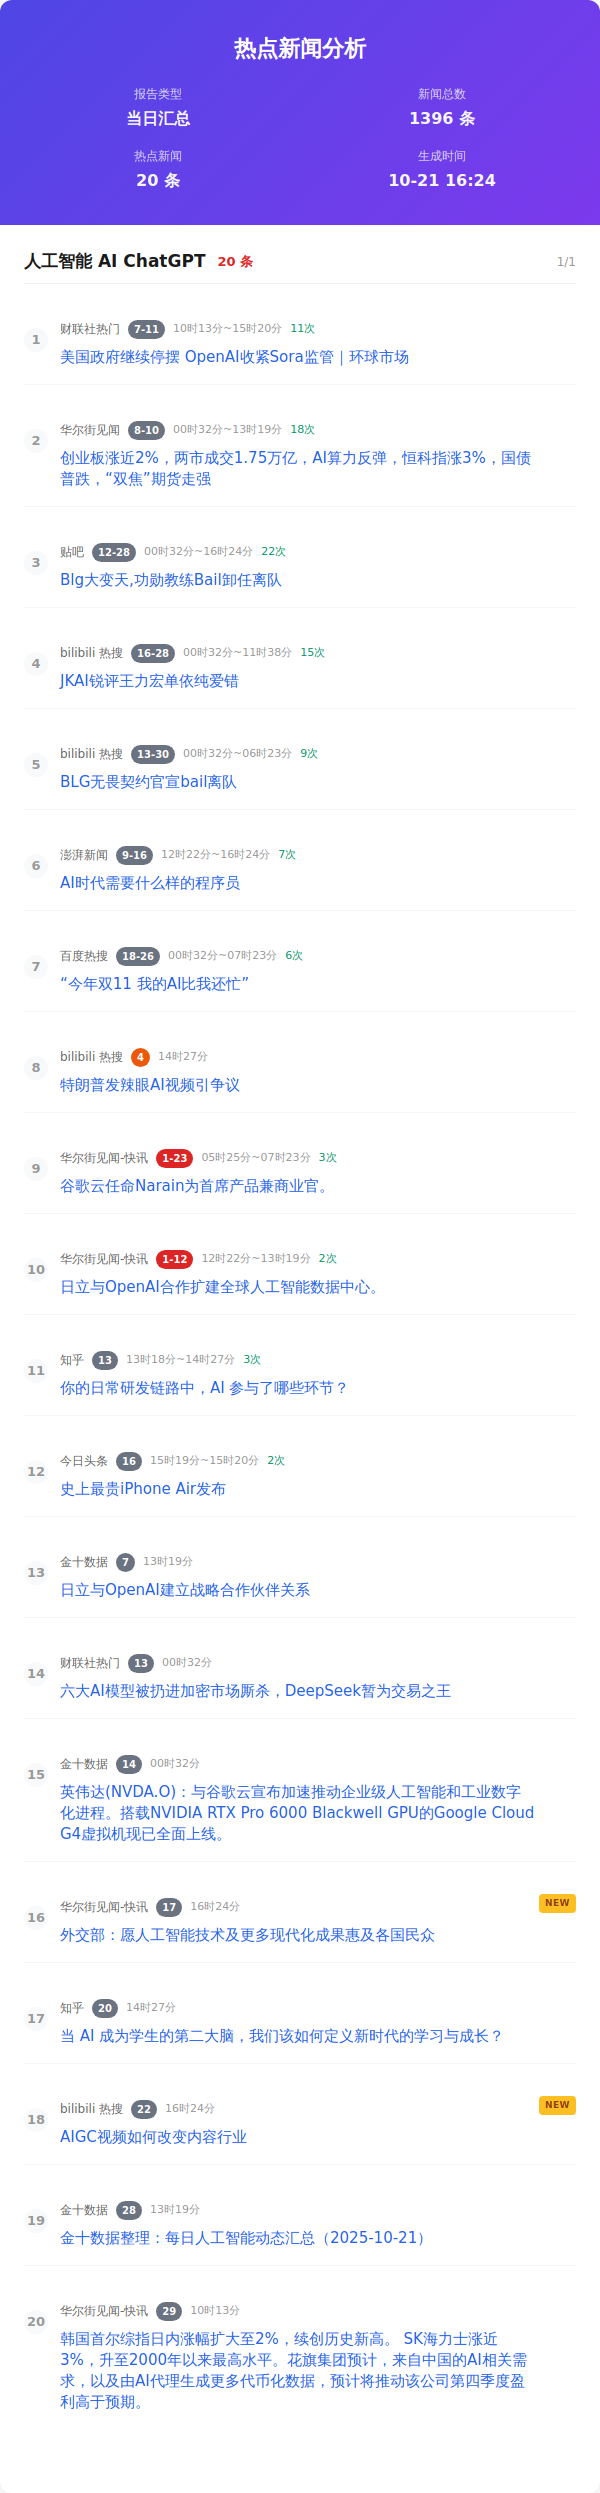 热点新闻分析
报告类型
新闻总数
当日汇总
1396 条
热点新闻
生成时间
20 条
10-21 16:24
人工智能 AI ChatGPT 20 条 1/1
1 财联社热门 7-11 10时13分~15时20分 11次
美国政府继续停摆 OpenAI收紧Sora监管｜环球市场
2 华尔街见闻 8-10 00时32分~13时19分 18次
创业板涨近2%，两市成交1.75万亿，AI算力反弹，恒科指涨3%，国债
普跌，“双焦”期货走强
3 贴吧 12-28 00时32分~16时24分 22次
Blg大变天,功勋教练Bail卸任离队
4 bilibili 热搜 16-28 00时32分~11时38分 15次
JKAI锐评王力宏单依纯爱错
5 bilibili 热搜 13-30 00时32分~06时23分 9次
BLG无畏契约官宣bail离队
6 澎湃新闻 9-16 12时22分~16时24分 7次
AI时代需要什么样的程序员
7 百度热搜 18-26 00时32分~07时23分 6次
“今年双11 我的AI比我还忙”
8 bilibili 热搜 4 14时27分
特朗普发辣眼AI视频引争议
9 华尔街见闻-快讯 1-23 05时25分~07时23分 3次
谷歌云任命Narain为首席产品兼商业官。
10 华尔街见闻-快讯 1-12 12时22分~13时19分 2次
日立与OpenAI合作扩建全球人工智能数据中心。
11 知乎 13 13时18分~14时27分 3次
你的日常研发链路中，AI 参与了哪些环节？
12 今日头条 16 15时19分~15时20分 2次
史上最贵iPhone Air发布
13 金十数据 7 13时19分
日立与OpenAI建立战略合作伙伴关系
14 财联社热门 13 00时32分
六大AI模型被扔进加密市场厮杀，DeepSeek暂为交易之王
15 金十数据 14 00时32分
英伟达(NVDA.O)：与谷歌云宣布加速推动企业级人工智能和工业数字
化进程。搭载NVIDIA RTX Pro 6000 Blackwell GPU的Google Cloud
G4虚拟机现已全面上线。
16 华尔街见闻-快讯 17 16时24分 NEW
外交部：愿人工智能技术及更多现代化成果惠及各国民众
17 知乎 20 14时27分
当 AI 成为学生的第二大脑，我们该如何定义新时代的学习与成长？
18 bilibili 热搜 22 16时24分 NEW
AIGC视频如何改变内容行业
19 金十数据 28 13时19分
金十数据整理：每日人工智能动态汇总（2025-10-21）
20 华尔街见闻-快讯 29 10时13分
韩国首尔综指日内涨幅扩大至2%，续创历史新高。 SK海力士涨近
3%，升至2000年以来最高水平。花旗集团预计，来自中国的AI相关需
求，以及由AI代理生成更多代币化数据，预计将推动该公司第四季度盈
利高于预期。